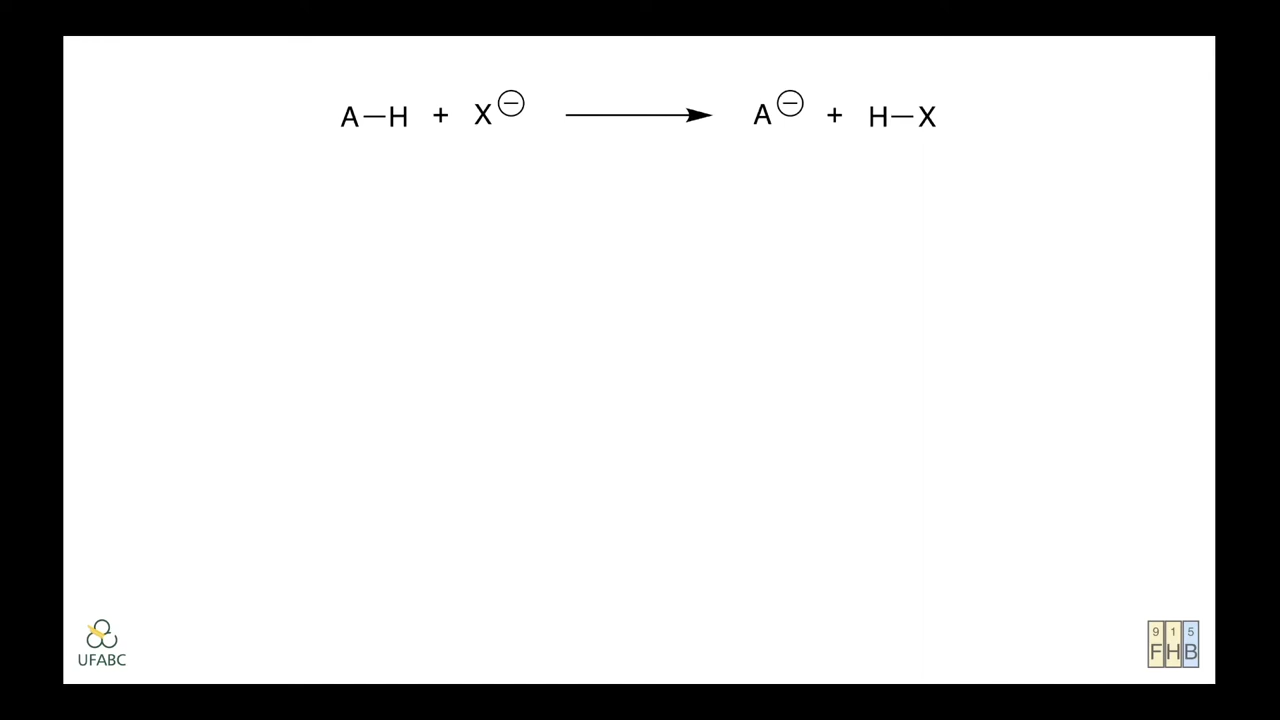 A—H + X⊖ ⟶ A⊖ + H—X
UFABC
9 1 5
F H B